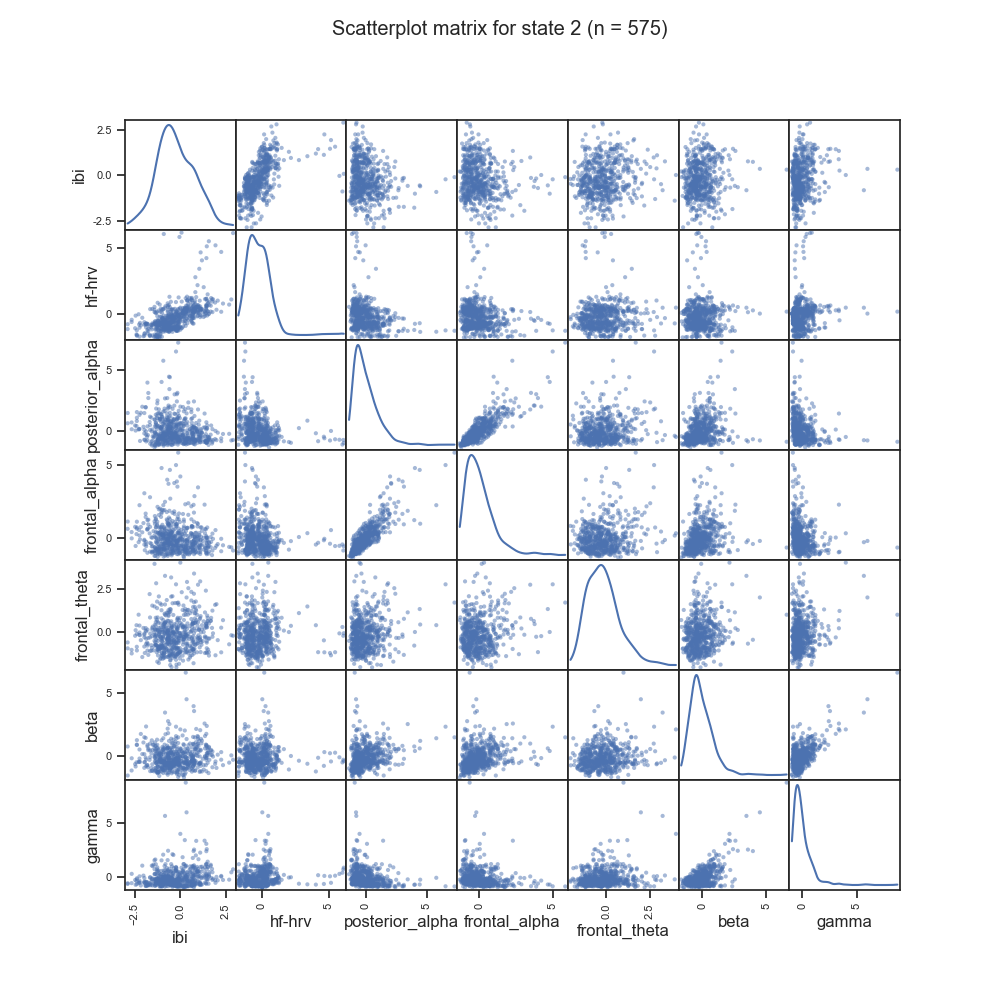 Scatterplot matrix for state 2 (n = 575)
ibi
2.5
0.0
−2.5
hf-hrv
5
0
posterior_alpha
5
0
frontal_alpha
5
0
frontal_theta
2.5
0.0
beta
5
0
gamma
5
0
−2.5 0.0 2.5 0 5 0 5 0 5 0.0 2.5 0 5 0 5
ibi hf-hrv posterior_alpha frontal_alpha frontal_theta beta gamma